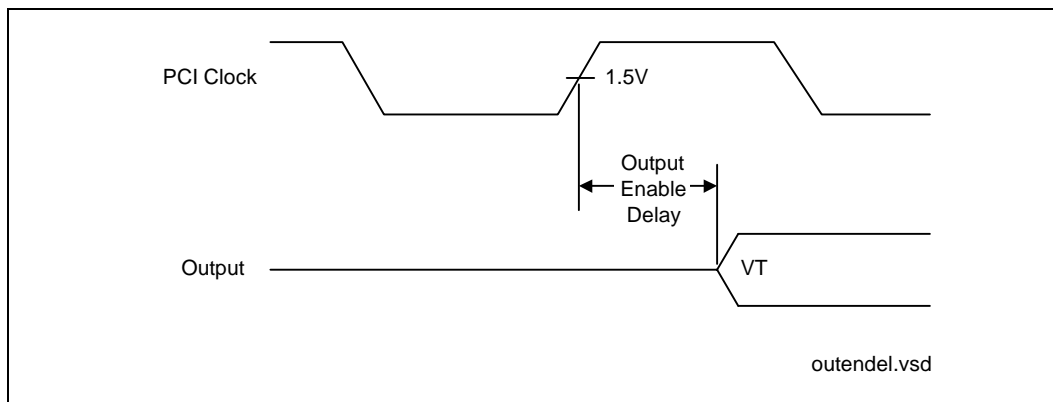 PCI Clock
1.5V
Output
Enable
Delay
Output
VT
outendel.vsd